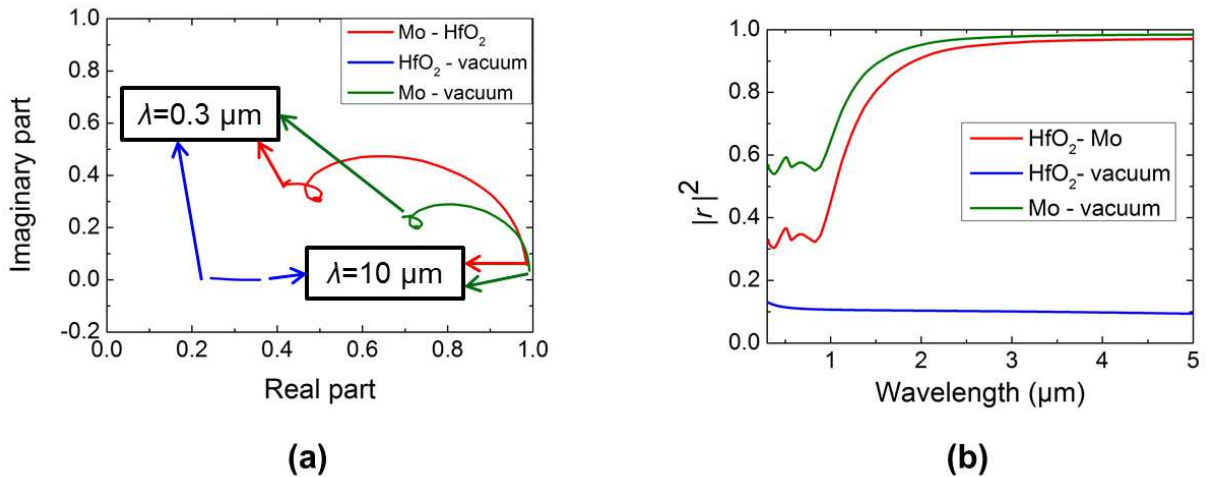 1.0
0.8
0.6
0.4
0.2
0.0
-0.2
Imaginary part
Mo - HfO₂
HfO₂ - vacuum
Mo - vacuum
λ=0.3 μm
λ=10 μm
0.0 0.2 0.4 0.6 0.8 1.0
Real part
(a)
1.0
0.8
0.6
0.4
0.2
0.0
|r|²
HfO₂- Mo
HfO₂- vacuum
Mo - vacuum
1 2 3 4 5
Wavelength (μm)
(b)